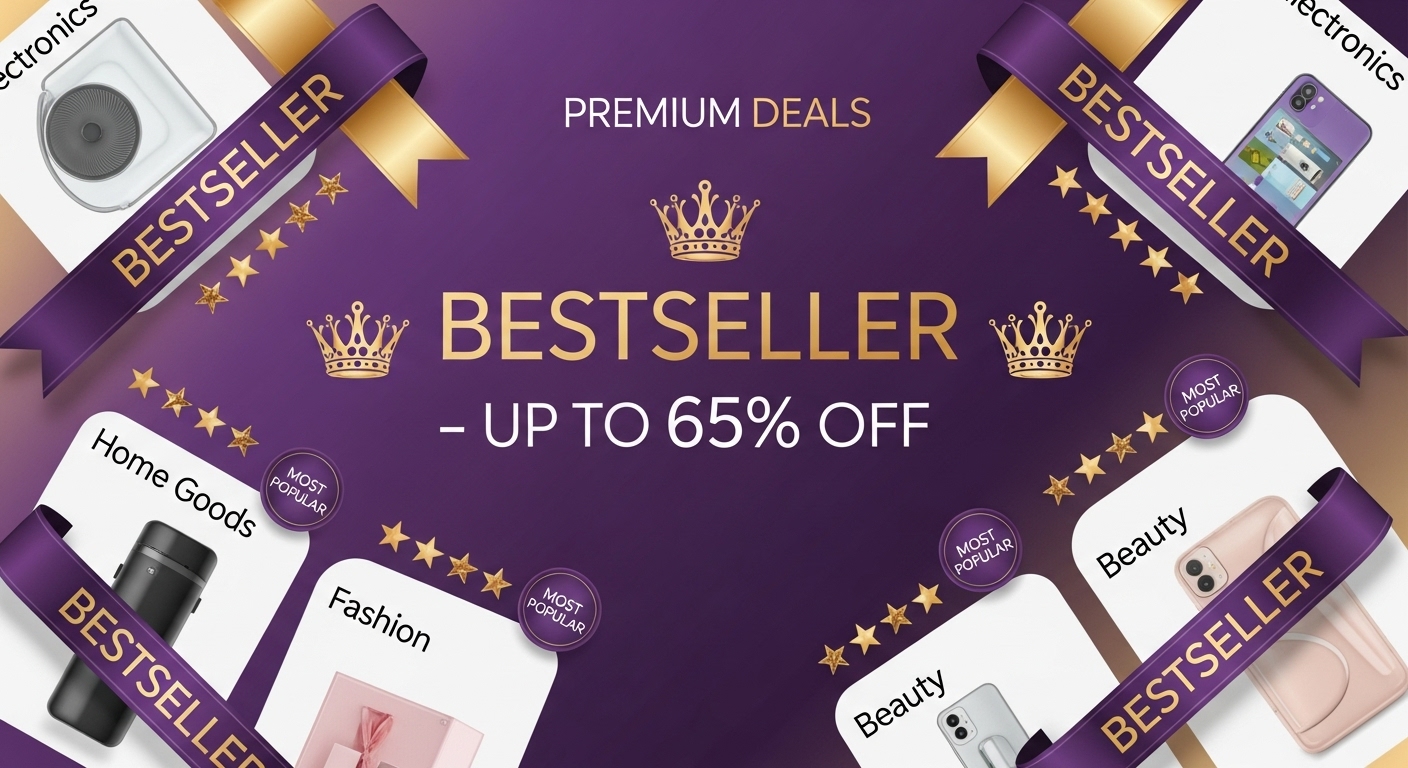 ectronics
BESTSELLER
PREMIUM DEALS
lectronics
BESTSELLER
BESTSELLER
– UP TO 65% OFF
Home Goods
MOST
POPULAR
BESTSELLER
Fashion
MOST
POPULAR
MOST
POPULAR
Beauty
MOST
POPULAR
Beauty
BESTSELLER